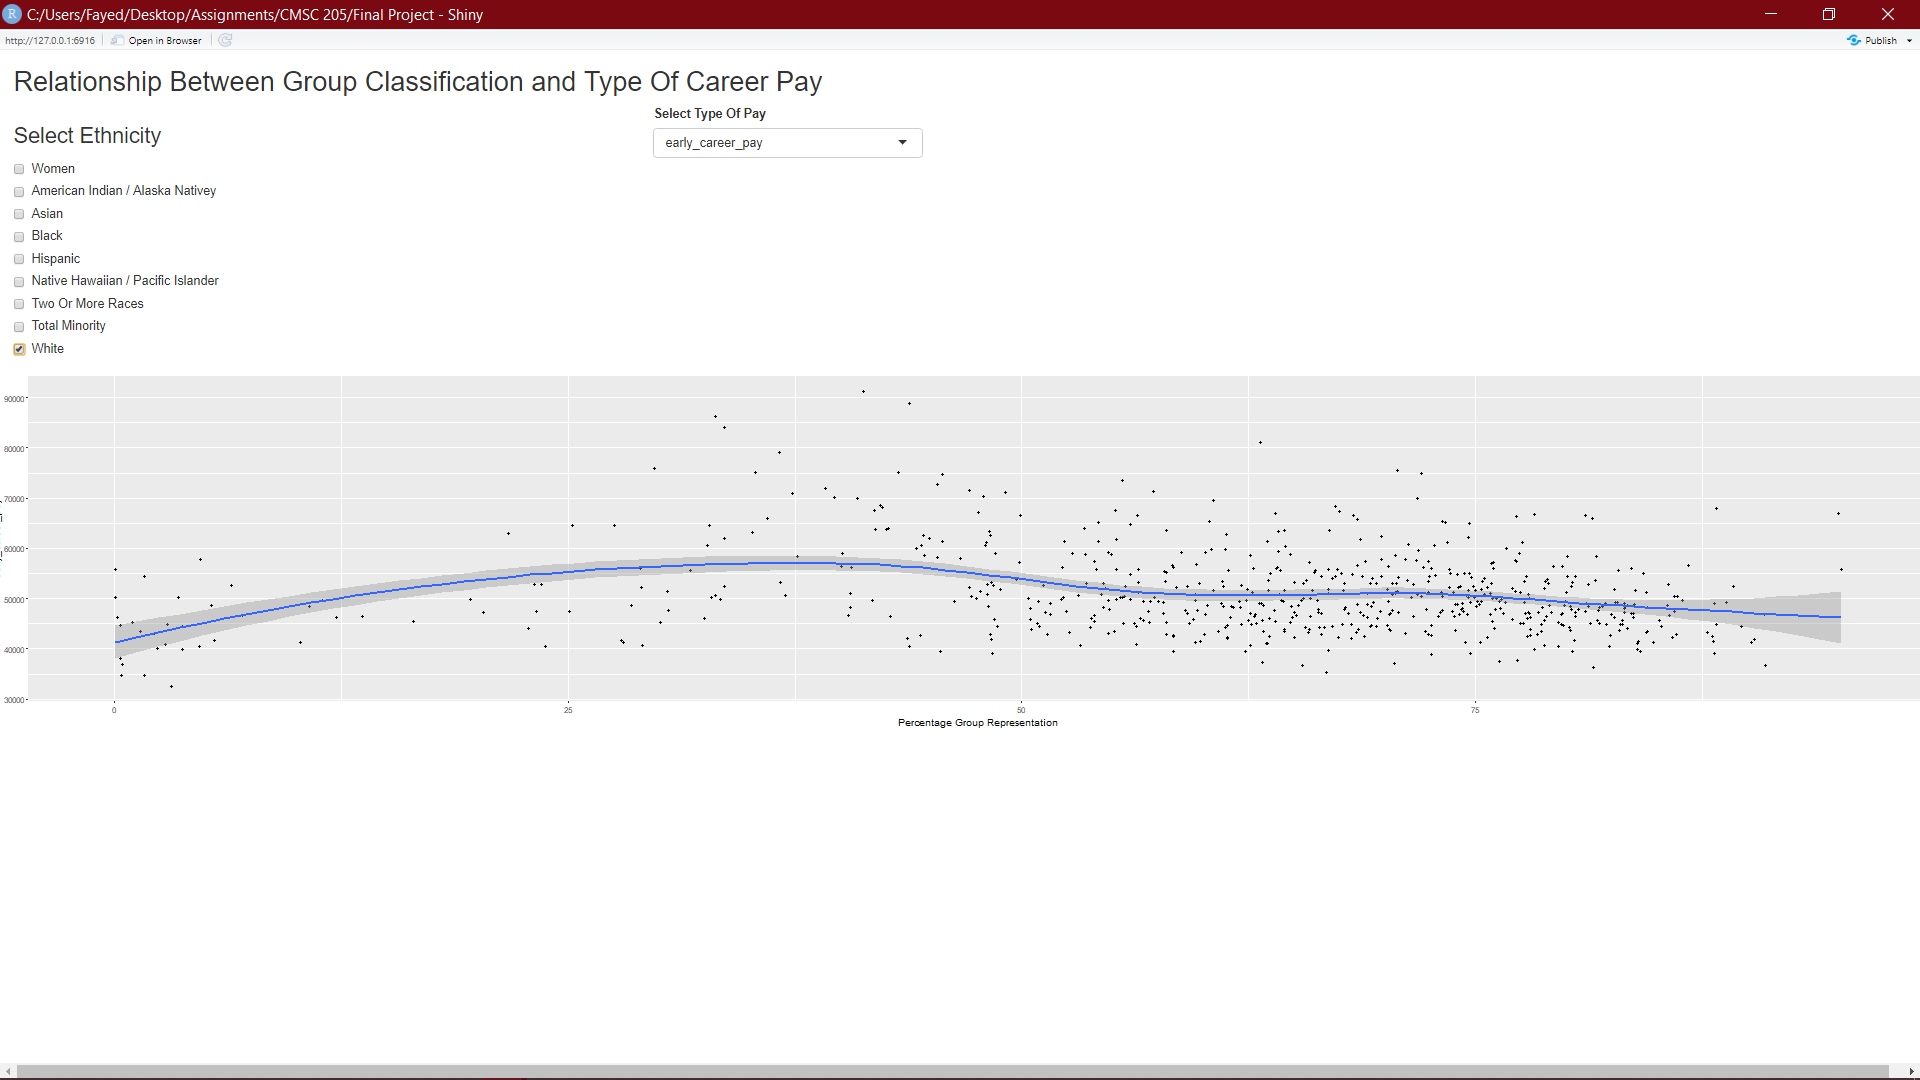 C:/Users/Fayed/Desktop/Assignments/CMSC 205/Final Project - Shiny
http://127.0.0.1:6916 Open in Browser Publish
Relationship Between Group Classification and Type Of Career Pay
Select Type Of Pay
early_career_pay
Select Ethnicity
Women
American Indian / Alaska Nativey
Asian
Black
Hispanic
Native Hawaiian / Pacific Islander
Two Or More Races
Total Minority
White
90000
80000
70000
60000
50000
40000
30000
0 25 50 75
Percentage Group Representation